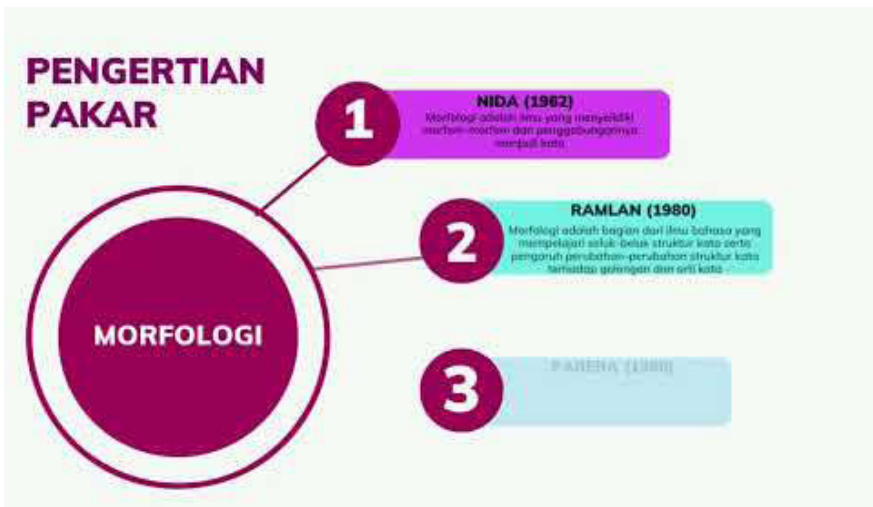 PENGERTIAN
PAKAR
1
NIDA (1962)
Morfologi adalah ilmu yang menyelidiki
morfem-morfem dan penggabungannya
menjadi kata
2
RAMLAN (1980)
Morfologi adalah bagian dari ilmu bahasa yang
mempelajari seluk-beluk struktur kata serta
pengaruh perubahan-perubahan struktur kata
terhadap golongan dan arti kata
MORFOLOGI
3
PARERA